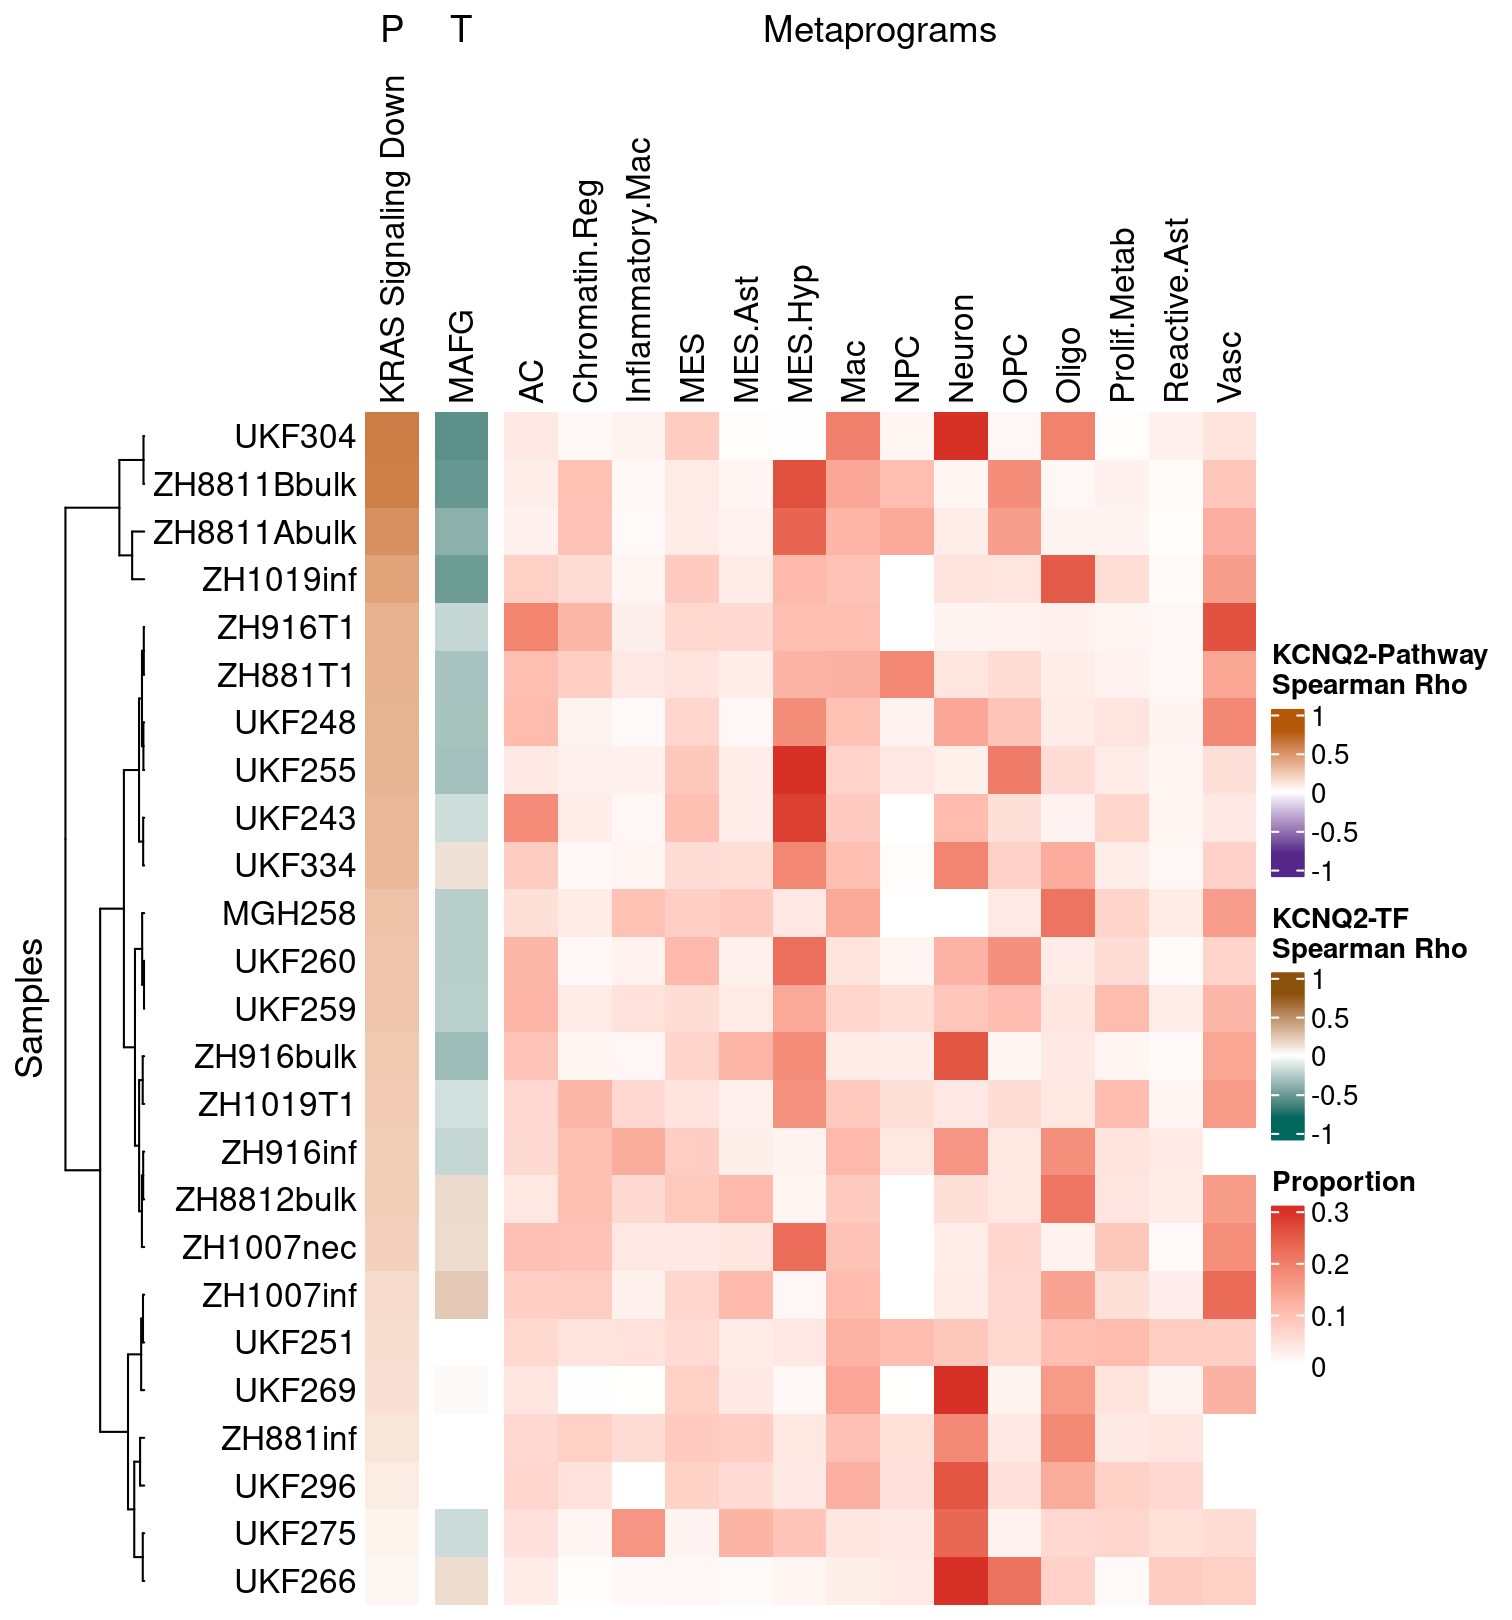 P T Metaprograms
KRAS Signaling Down
MAFG
AC
Chromatin.Reg
Inflammatory.Mac
MES
MES.Ast
MES.Hyp
Mac
NPC
Neuron
OPC
Oligo
Prolif.Metab
Reactive.Ast
Vasc
Samples
UKF304
ZH8811Bbulk
ZH8811Abulk
ZH1019inf
ZH916T1
ZH881T1
UKF248
UKF255
UKF243
UKF334
MGH258
UKF260
UKF259
ZH916bulk
ZH1019T1
ZH916inf
ZH8812bulk
ZH1007nec
ZH1007inf
UKF251
UKF269
ZH881inf
UKF296
UKF275
UKF266
KCNQ2-Pathway
Spearman Rho
1
0.5
0
-0.5
-1
KCNQ2-TF
Spearman Rho
1
0.5
0
-0.5
-1
Proportion
0.3
0.2
0.1
0